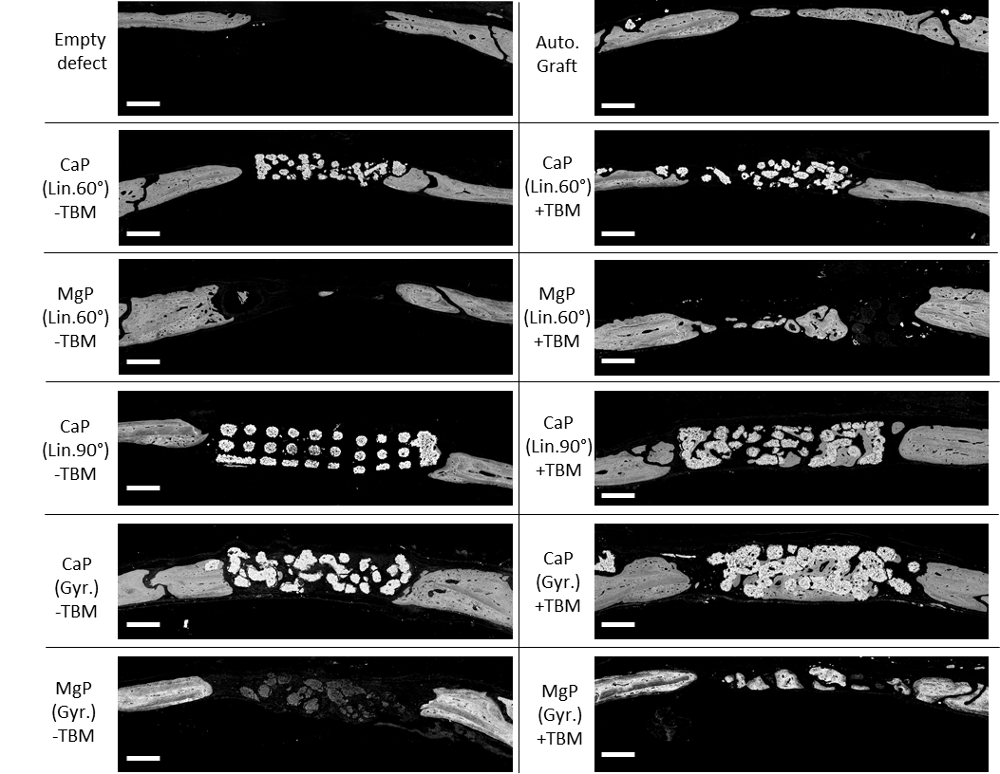 Empty
defect
Auto.
Graft
CaP
(Lin.60°)
-TBM
CaP
(Lin.60°)
+TBM
MgP
(Lin.60°)
-TBM
MgP
(Lin.60°)
+TBM
CaP
(Lin.90°)
-TBM
CaP
(Lin.90°)
+TBM
CaP
(Gyr.)
-TBM
CaP
(Gyr.)
+TBM
MgP
(Gyr.)
-TBM
MgP
(Gyr.)
+TBM